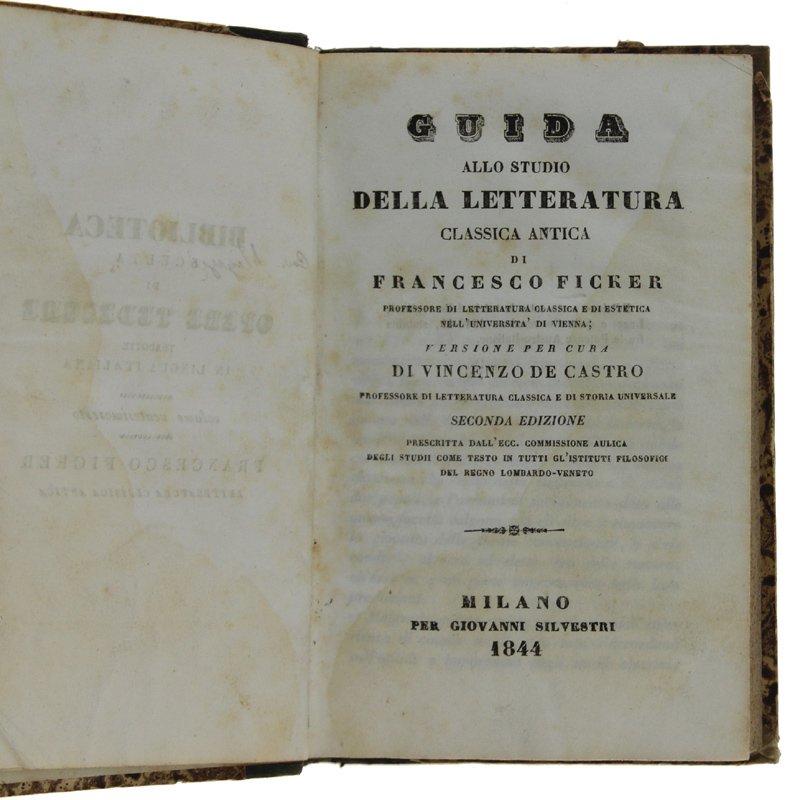 GUIDA
ALLO STUDIO
DELLA LETTERATURA
CLASSICA ANTICA
DI
FRANCESCO FICKER
PROFESSORE DI LETTERATURA CLASSICA E DI ESTETICA
NELL'UNIVERSITA' DI VIENNA;
VERSIONE PER CURA
DI VINCENZO DE CASTRO
PROFESSORE DI LETTERATURA CLASSICA E DI STORIA UNIVERSALE
SECONDA EDIZIONE
PRESCRITTA DALL'ECC. COMMISSIONE AULICA
DEGLI STUDII COME TESTO IN TUTTI GL'ISTITUTI FILOSOFICI
DEL REGNO LOMBARDO-VENETO
MILANO
PER GIOVANNI SILVESTRI
1844